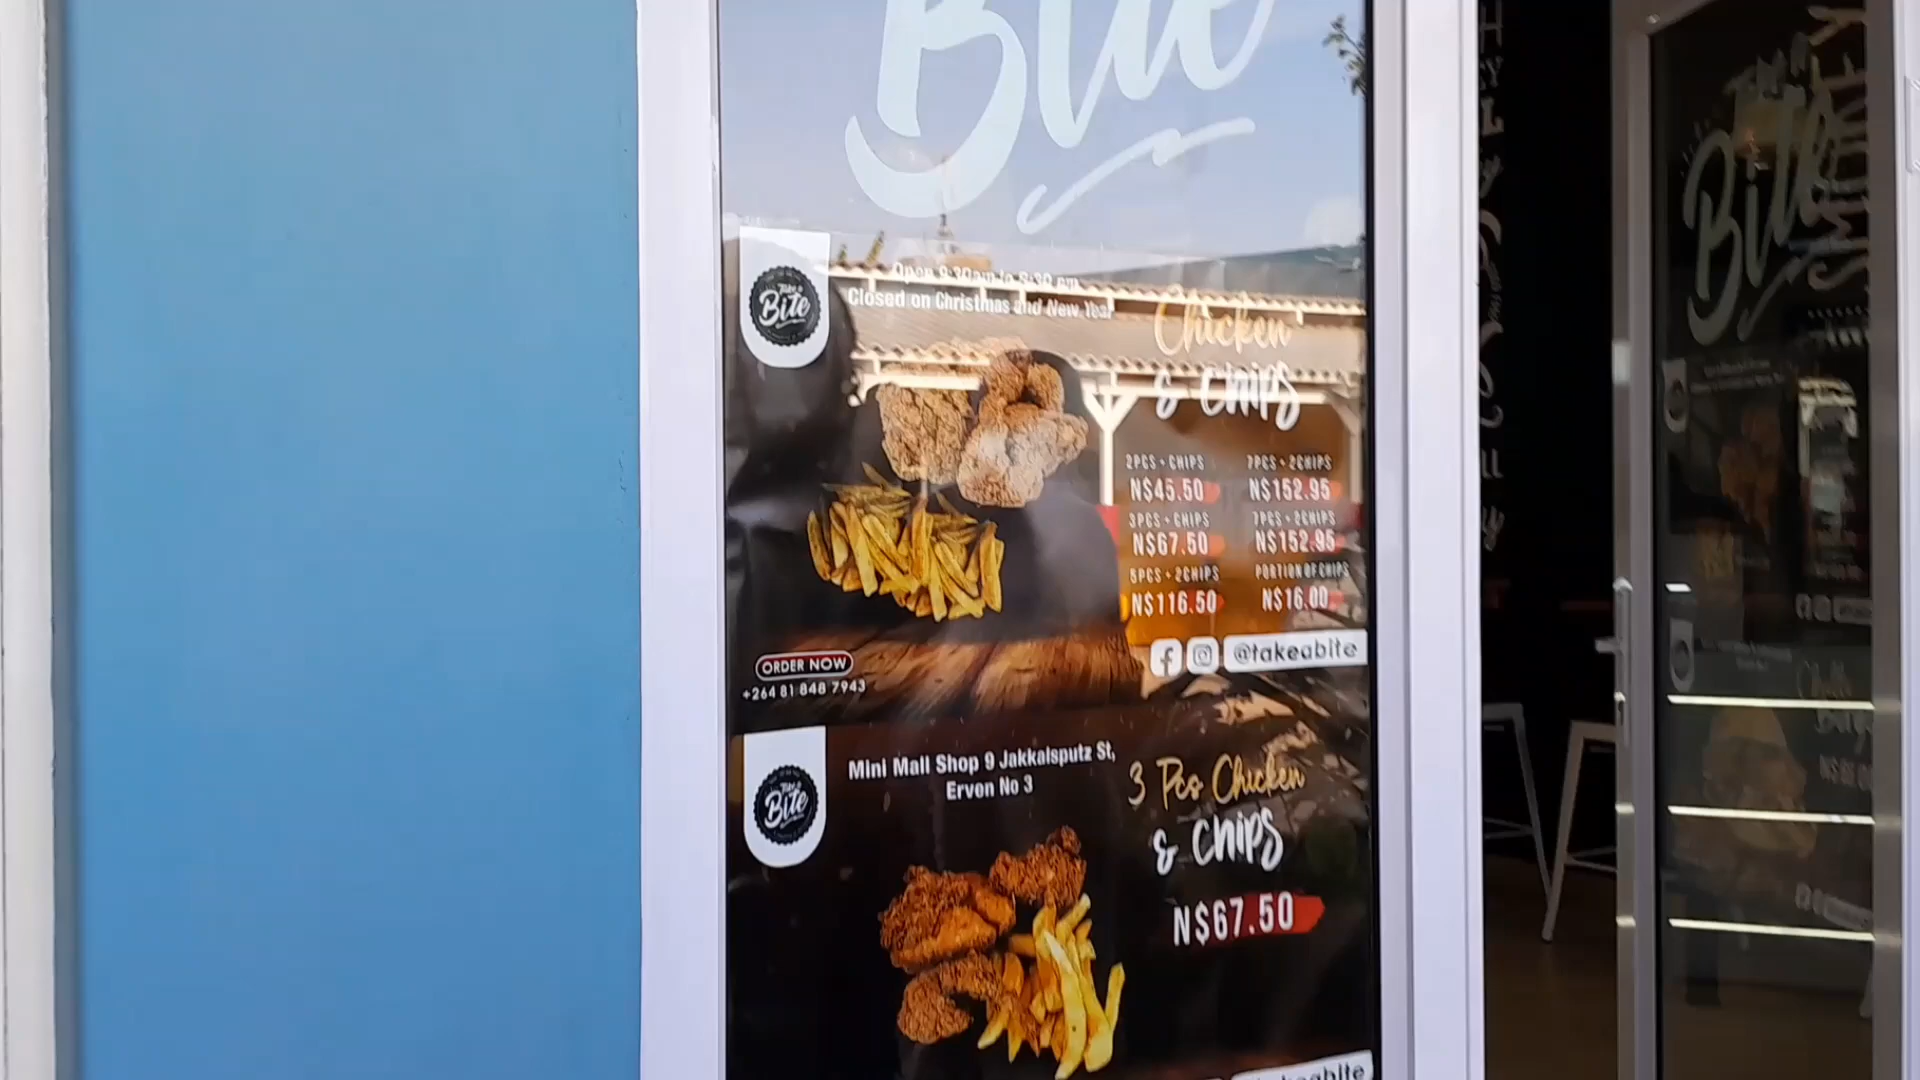 Bite
Take a
Bite
Closed on Christmas and New Year
Chicken
& Chips
2PCS + CHIPS
N$45.50
7PCS + 2CHIPS
N$152.95
3PCS + CHIPS
N$67.50
7PCS + 2CHIPS
N$152.95
5PCS + 2CHIPS
N$116.50
PORTION OF CHIPS
N$16.00
@takeabite
ORDER NOW
+264 81 848 7943
Take a
Bite
Mini Mall Shop 9 Jakkalsputz St,
Erven No 3
3 Pcs Chicken
& Chips
N$67.50
Bite